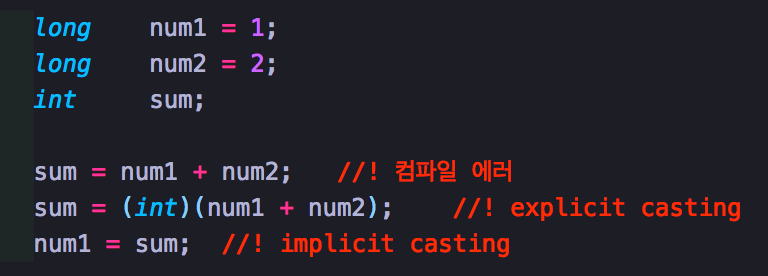 long    num1 = 1;
long    num2 = 2;
int     sum;
sum = num1 + num2;   //! 컴파일 에러
sum = (int)(num1 + num2);    //! explicit casting
num1 = sum;  //! implicit casting